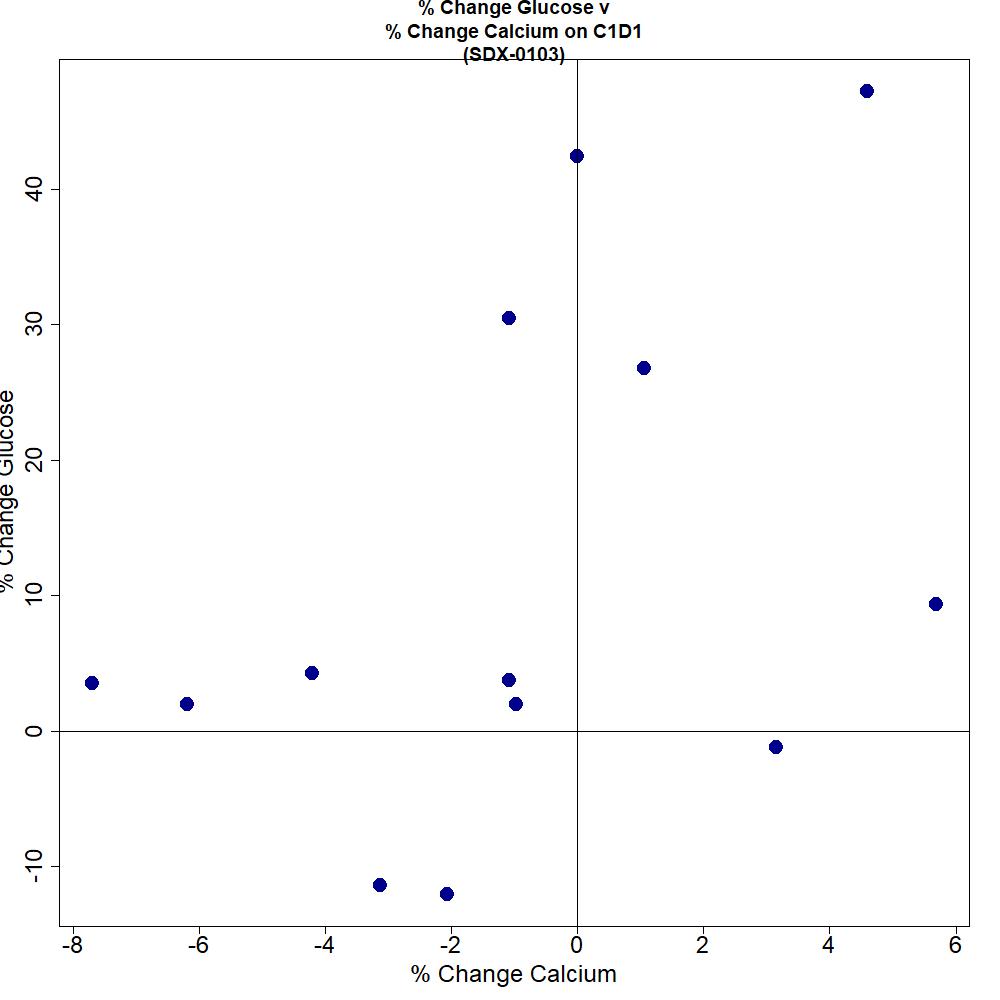 % Change Glucose v
% Change Calcium on C1D1
(SDX-0103)
% Change Glucose
40
30
20
10
0
-10
-8
-6
-4
-2
0
2
4
6
% Change Calcium